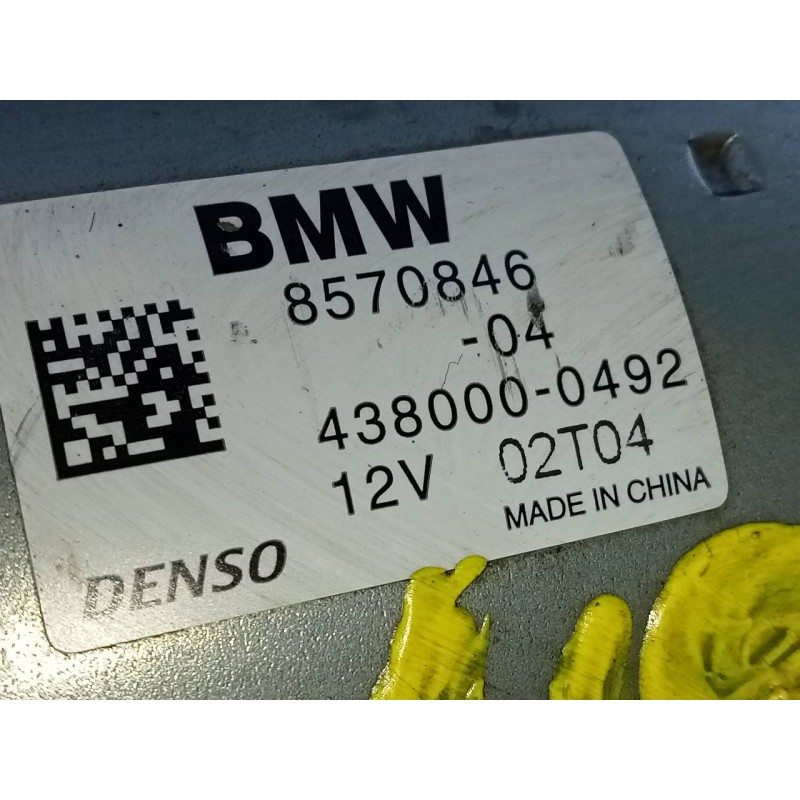 BMW
8570846
-04
438000-0492
12V 02T04
MADE IN CHINA
DENSO